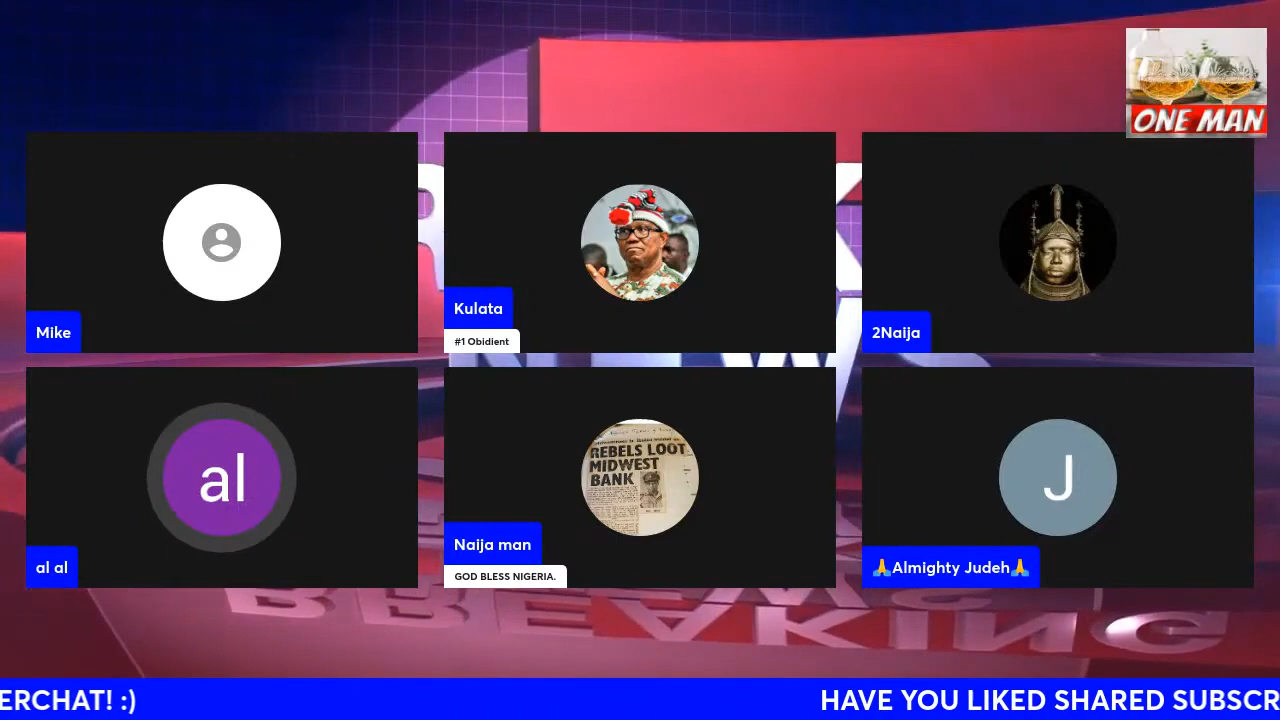 ONE MAN
Mike
Kulata
#1 Obidient
2Naija
al
al al
REBELS LOOT
MIDWEST
BANK
Naija man
GOD BLESS NIGERIA.
J
🙏Almighty Judeh🙏
BREAKING
ERCHAT! :)
HAVE YOU LIKED SHARED SUBSCR